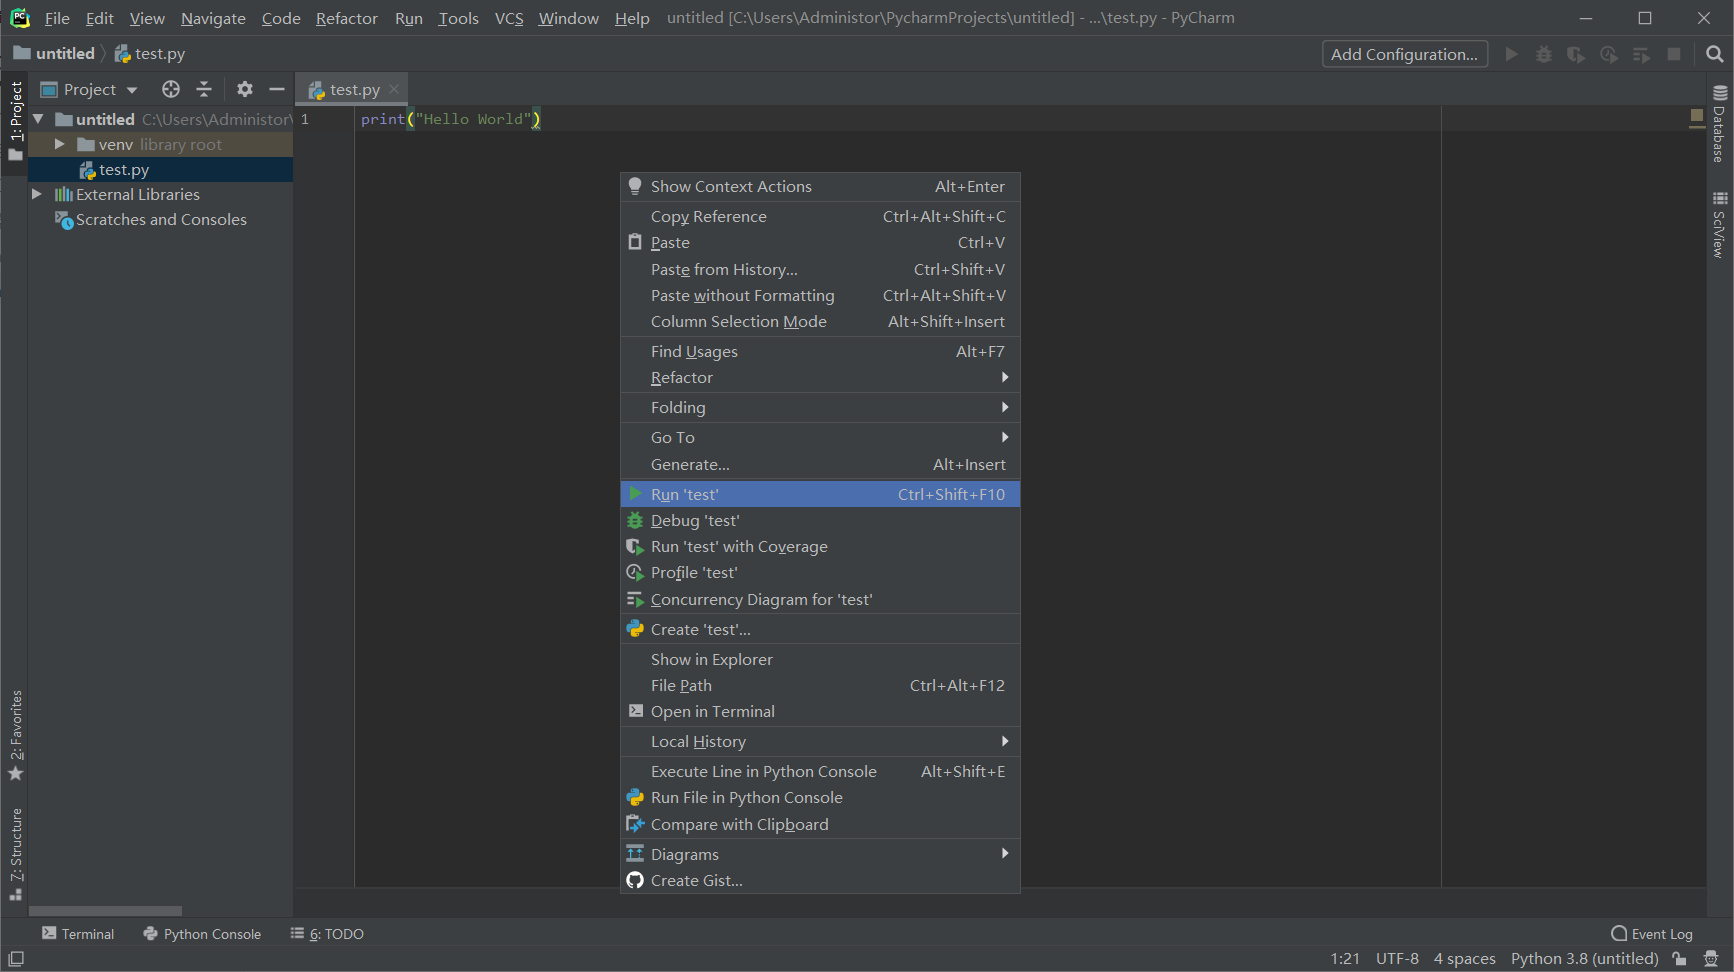 PC File Edit View Navigate Code Refactor Run Tools VCS Window Help untitled [C:\Users\Administor\PycharmProjects\untitled] - ...\test.py - PyCharm
untitled test.py Add Configuration...
1: Project
Project test.py
untitled C:\Users\Administor\ 1 print("Hello World")
venv library root
test.py
External Libraries
Scratches and Consoles
Database
SciView
Show Context Actions Alt+Enter
Copy Reference Ctrl+Alt+Shift+C
Paste Ctrl+V
Paste from History... Ctrl+Shift+V
Paste without Formatting Ctrl+Alt+Shift+V
Column Selection Mode Alt+Shift+Insert
Find Usages Alt+F7
Refactor
Folding
Go To
Generate... Alt+Insert
Run 'test' Ctrl+Shift+F10
Debug 'test'
Run 'test' with Coverage
Profile 'test'
Concurrency Diagram for 'test'
Create 'test'...
Show in Explorer
File Path Ctrl+Alt+F12
Open in Terminal
Local History
Execute Line in Python Console Alt+Shift+E
Run File in Python Console
Compare with Clipboard
Diagrams
Create Gist...
2: Favorites
7: Structure
Terminal Python Console 6: TODO Event Log
1:21 UTF-8 4 spaces Python 3.8 (untitled)